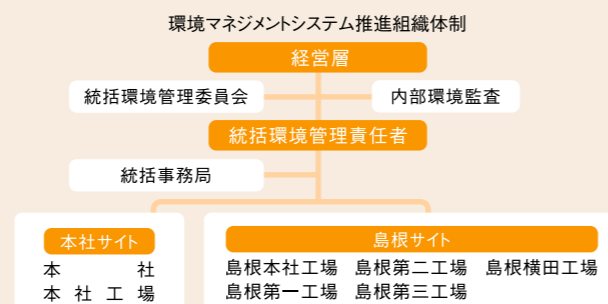 環境マネジメントシステム推進組織体制
経営層
統括環境管理委員会 内部環境監査
統括環境管理責任者
統括事務局
本社サイト
本社
本社工場
島根サイト
島根本社工場 島根第二工場 島根横田工場
島根第一工場 島根第三工場